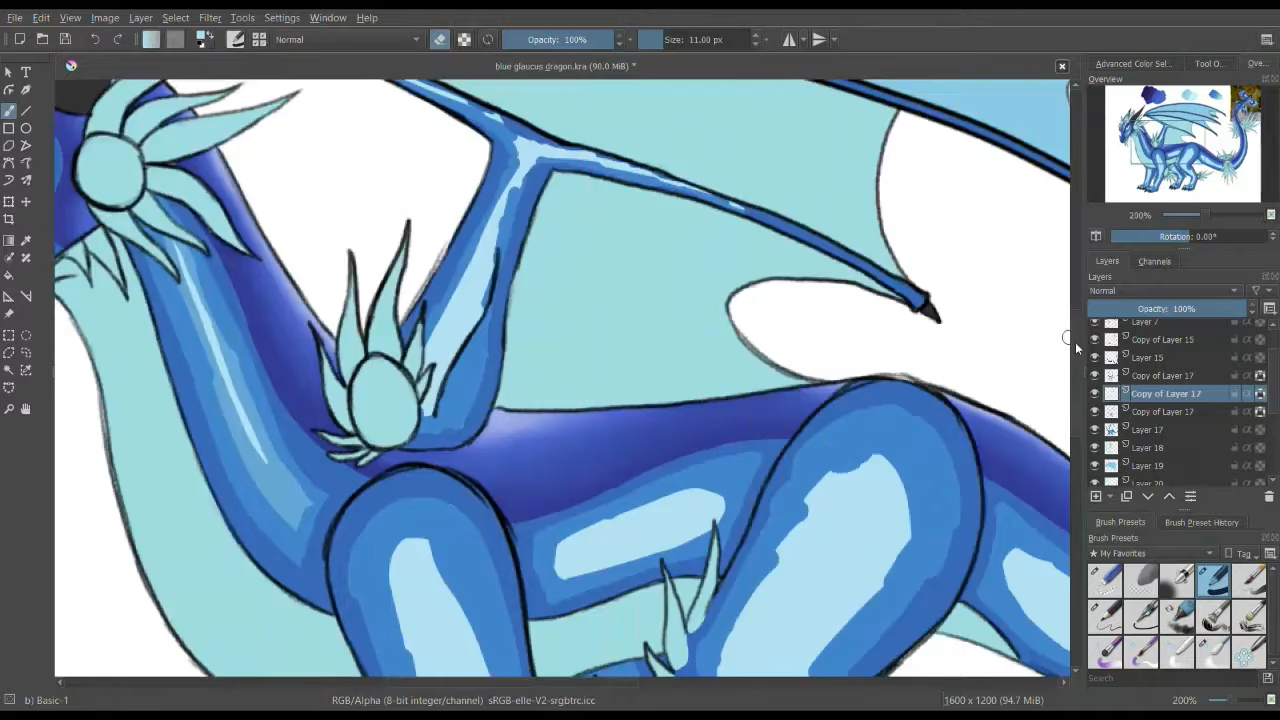 File Edit View Image Layer Select Filter Tools Settings Window Help
Normal Opacity: 100% Size: 11.00 px
blue glaucus dragon.kra (90.0 MiB) *
Advanced Color Sel... Tool O... Ove...
Overview
200%
Rotation: 0.00°
Layers Channels
Layers
Normal
Opacity: 100%
Layer 7
Copy of Layer 15
Layer 15
Copy of Layer 17
Copy of Layer 17
Copy of Layer 17
Layer 17
Layer 18
Layer 19
Layer 20
Brush Presets Brush Preset History
Brush Presets
My Favorites Tag
Search
b) Basic-1 RGB/Alpha (8-bit integer/channel) sRGB-elle-V2-srgbtrc.icc 1600 x 1200 (94.7 MiB) 200%